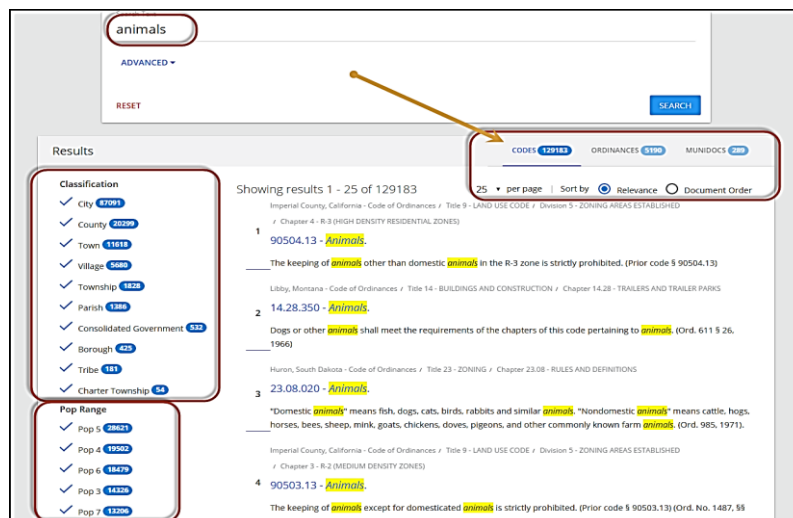 animals
ADVANCED
RESET
SEARCH
Results
CODES 129183 ORDINANCES 5190 MUNIDOCS 289
Classification
City 87091
County 20299
Town 11618
Village 5680
Township 1828
Parish 1386
Consolidated Government 532
Borough 425
Tribe 181
Charter Township 54
Pop Range
Pop 5 28621
Pop 4 19502
Pop 6 18479
Pop 3 14326
Pop 7 13206
Showing results 1 - 25 of 129183
25 per page | Sort by Relevance Document Order
Imperial County, California - Code of Ordinances / Title 9 - LAND USE CODE / Division 5 - ZONING AREAS ESTABLISHED
/ Chapter 4 - R-3 (HIGH DENSITY RESIDENTIAL ZONES)
1
90504.13 - Animals.
The keeping of animals other than domestic animals in the R-3 zone is strictly prohibited. (Prior code § 90504.13)
Libby, Montana - Code of Ordinances / Title 14 - BUILDINGS AND CONSTRUCTION / Chapter 14.28 - TRAILERS AND TRAILER PARKS
2
14.28.350 - Animals.
Dogs or other animals shall meet the requirements of the chapters of this code pertaining to animals. (Ord. 611 § 26,
1966)
Huron, South Dakota - Code of Ordinances / Title 23 - ZONING / Chapter 23.08 - RULES AND DEFINITIONS
3
23.08.020 - Animals.
"Domestic animals" means fish, dogs, cats, birds, rabbits and similar animals. "Nondomestic animals" means cattle, hogs,
horses, bees, sheep, mink, goats, chickens, doves, pigeons, and other commonly known farm animals. (Ord. 985, 1971).
Imperial County, California - Code of Ordinances / Title 9 - LAND USE CODE / Division 5 - ZONING AREAS ESTABLISHED
/ Chapter 3 - R-2 (MEDIUM DENSITY ZONES)
4
90503.13 - Animals.
The keeping of animals except for domesticated animals is strictly prohibited. (Prior code § 90503.13) (Ord. No. 1487, §§